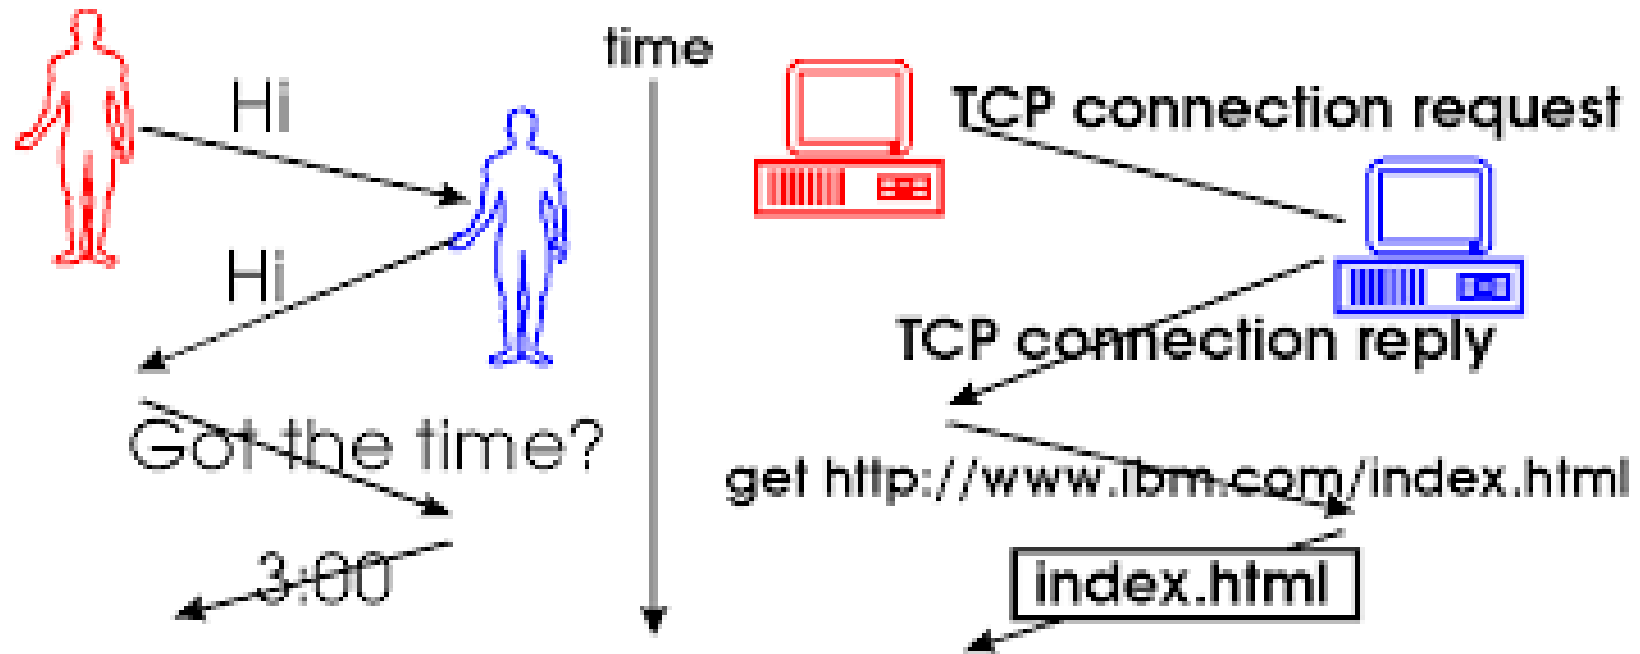 time
Hi
TCP connection request
Hi
TCP connection reply
Got the time?
get http://www.ibm.com/index.html
3:00
index.html